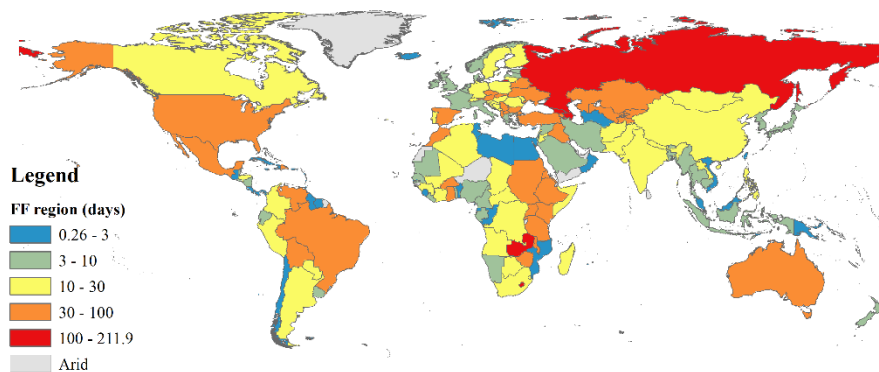 Legend
FF region (days)
0.26 - 3
3 - 10
10 - 30
30 - 100
100 - 211.9
Arid